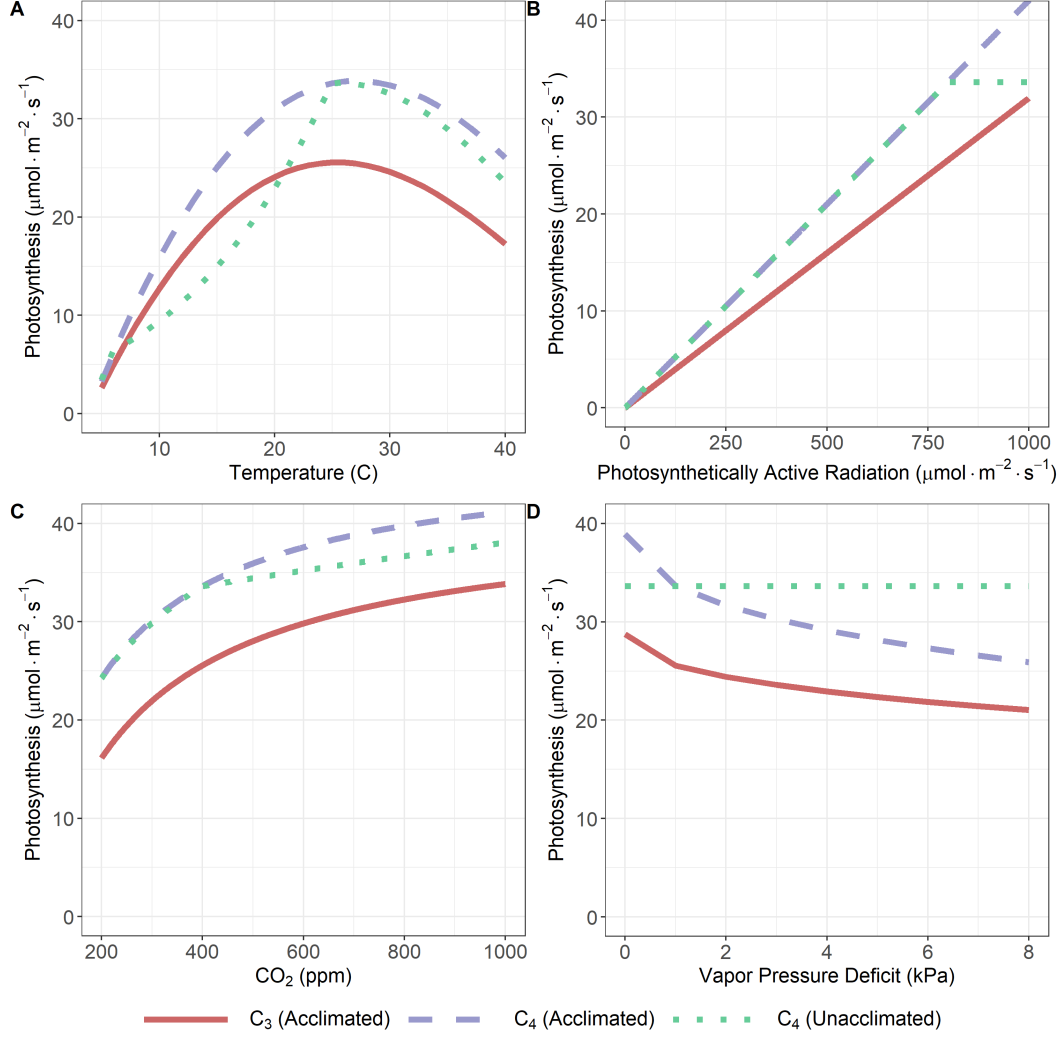 A
Photosynthesis (μmol · m⁻² · s⁻¹)
40
30
20
10
0
10 20 30 40
Temperature (C)
B
Photosynthesis (μmol · m⁻² · s⁻¹)
40
30
20
10
0
0 250 500 750 1000
Photosynthetically Active Radiation (μmol · m⁻² · s⁻¹)
C
Photosynthesis (μmol · m⁻² · s⁻¹)
40
30
20
10
0
200 400 600 800 1000
CO₂ (ppm)
D
Photosynthesis (μmol · m⁻² · s⁻¹)
40
30
20
10
0
0 2 4 6 8
Vapor Pressure Deficit (kPa)
C₃ (Acclimated) C₄ (Acclimated) C₄ (Unacclimated)